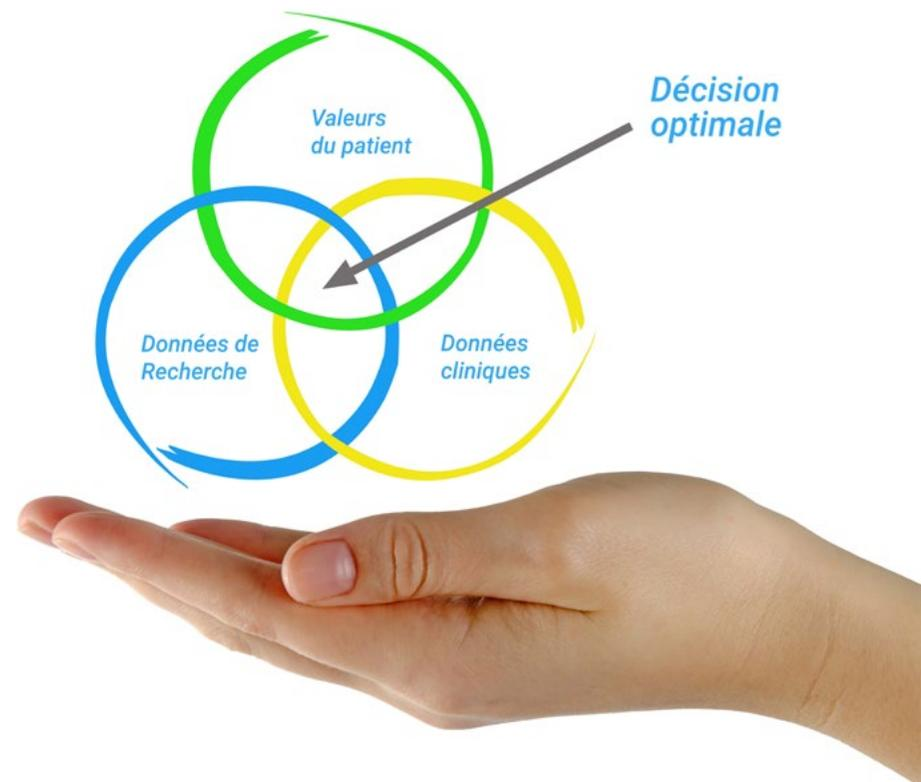 Valeurs
du patient
Décision
optimale
Données de
Recherche
Données
cliniques